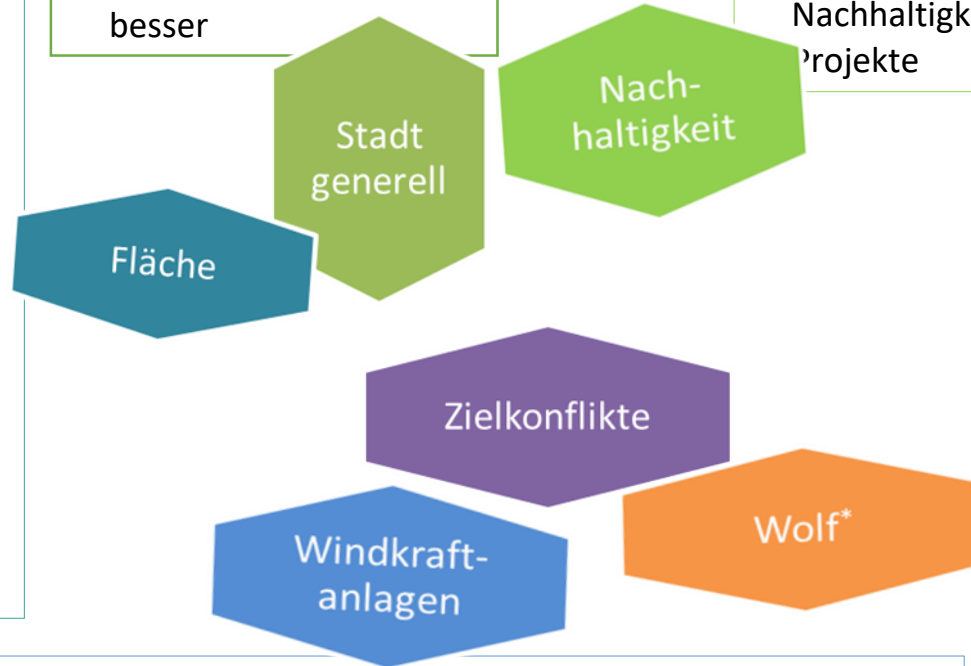 besser
Nachhaltigk
Projekte
Stadt
generell
Nach-
haltigkeit
Fläche
Zielkonflikte
Wolf*
Windkraft-
anlagen